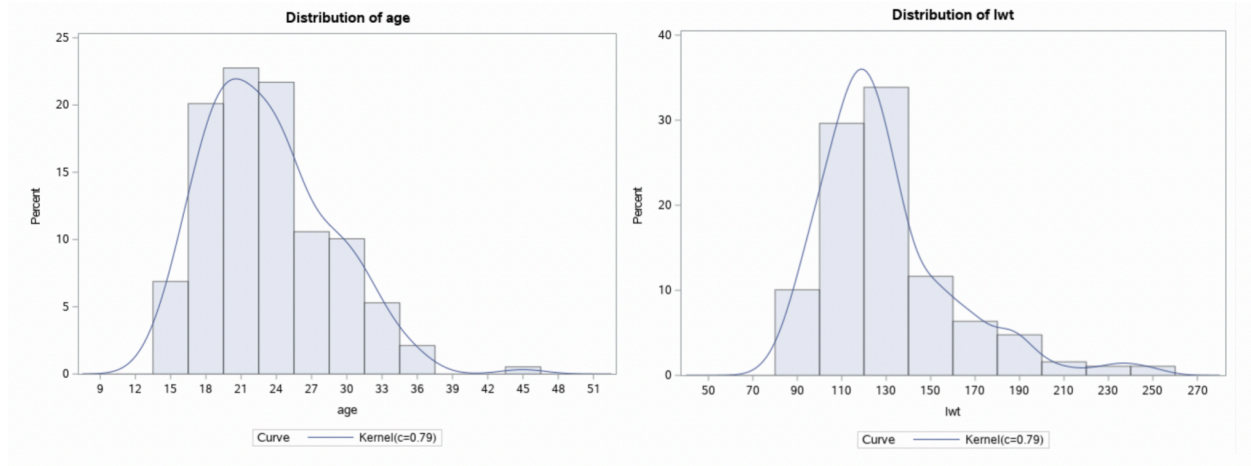 Distribution of age
25
20
15
10
5
0
Percent
9 12 15 18 21 24 27 30 33 36 39 42 45 48 51
age
Curve Kernel(c=0.79)
Distribution of lwt
40
30
20
10
0
Percent
50 70 90 110 130 150 170 190 210 230 250 270
lwt
Curve Kernel(c=0.79)